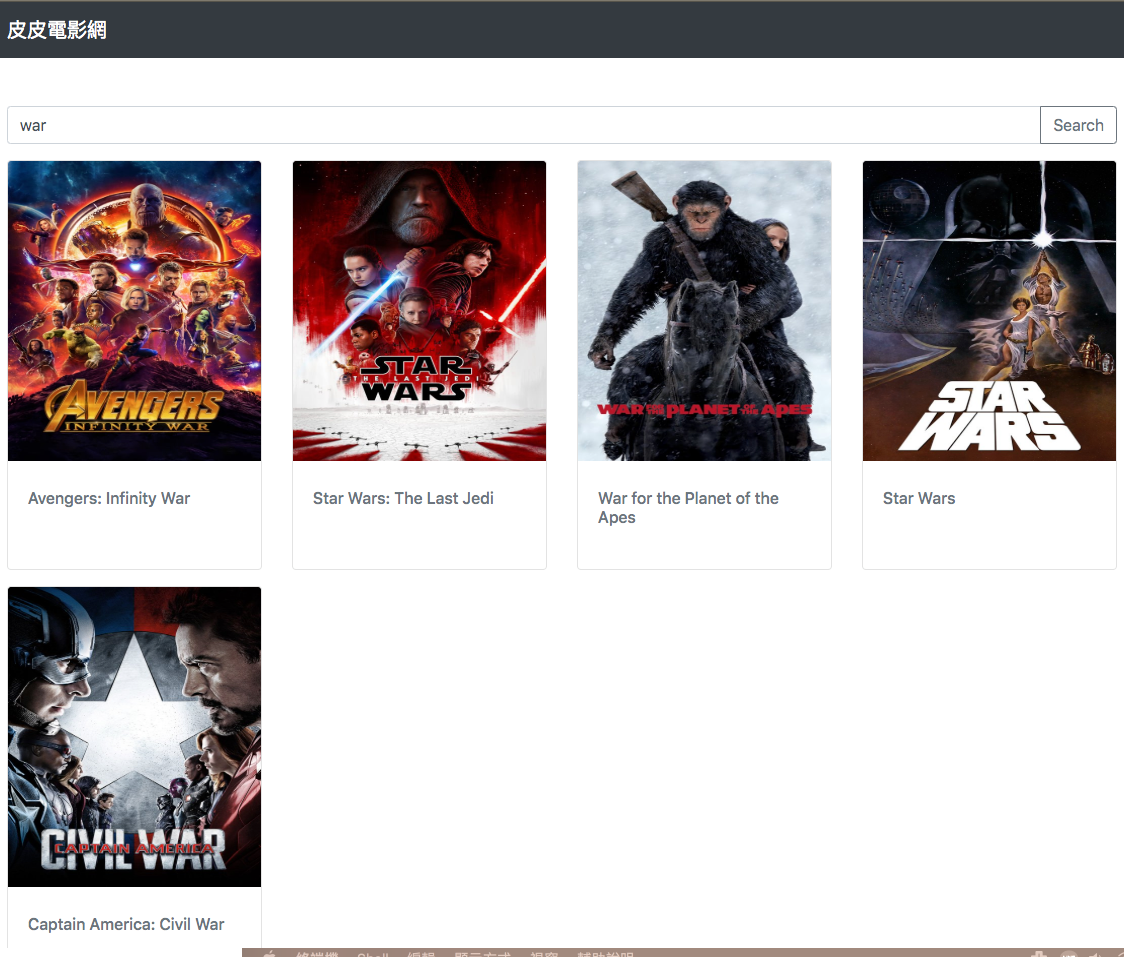 皮皮電影網
war
Search
AVENGERS
INFINITY WAR
STAR
THE LAST JEDI
WARS
WAR FOR THE PLANET OF THE APES
STAR
WARS
Avengers: Infinity War
Star Wars: The Last Jedi
War for the Planet of the
Apes
Star Wars
CIVIL WAR
CAPTAIN AMERICA
Captain America: Civil War